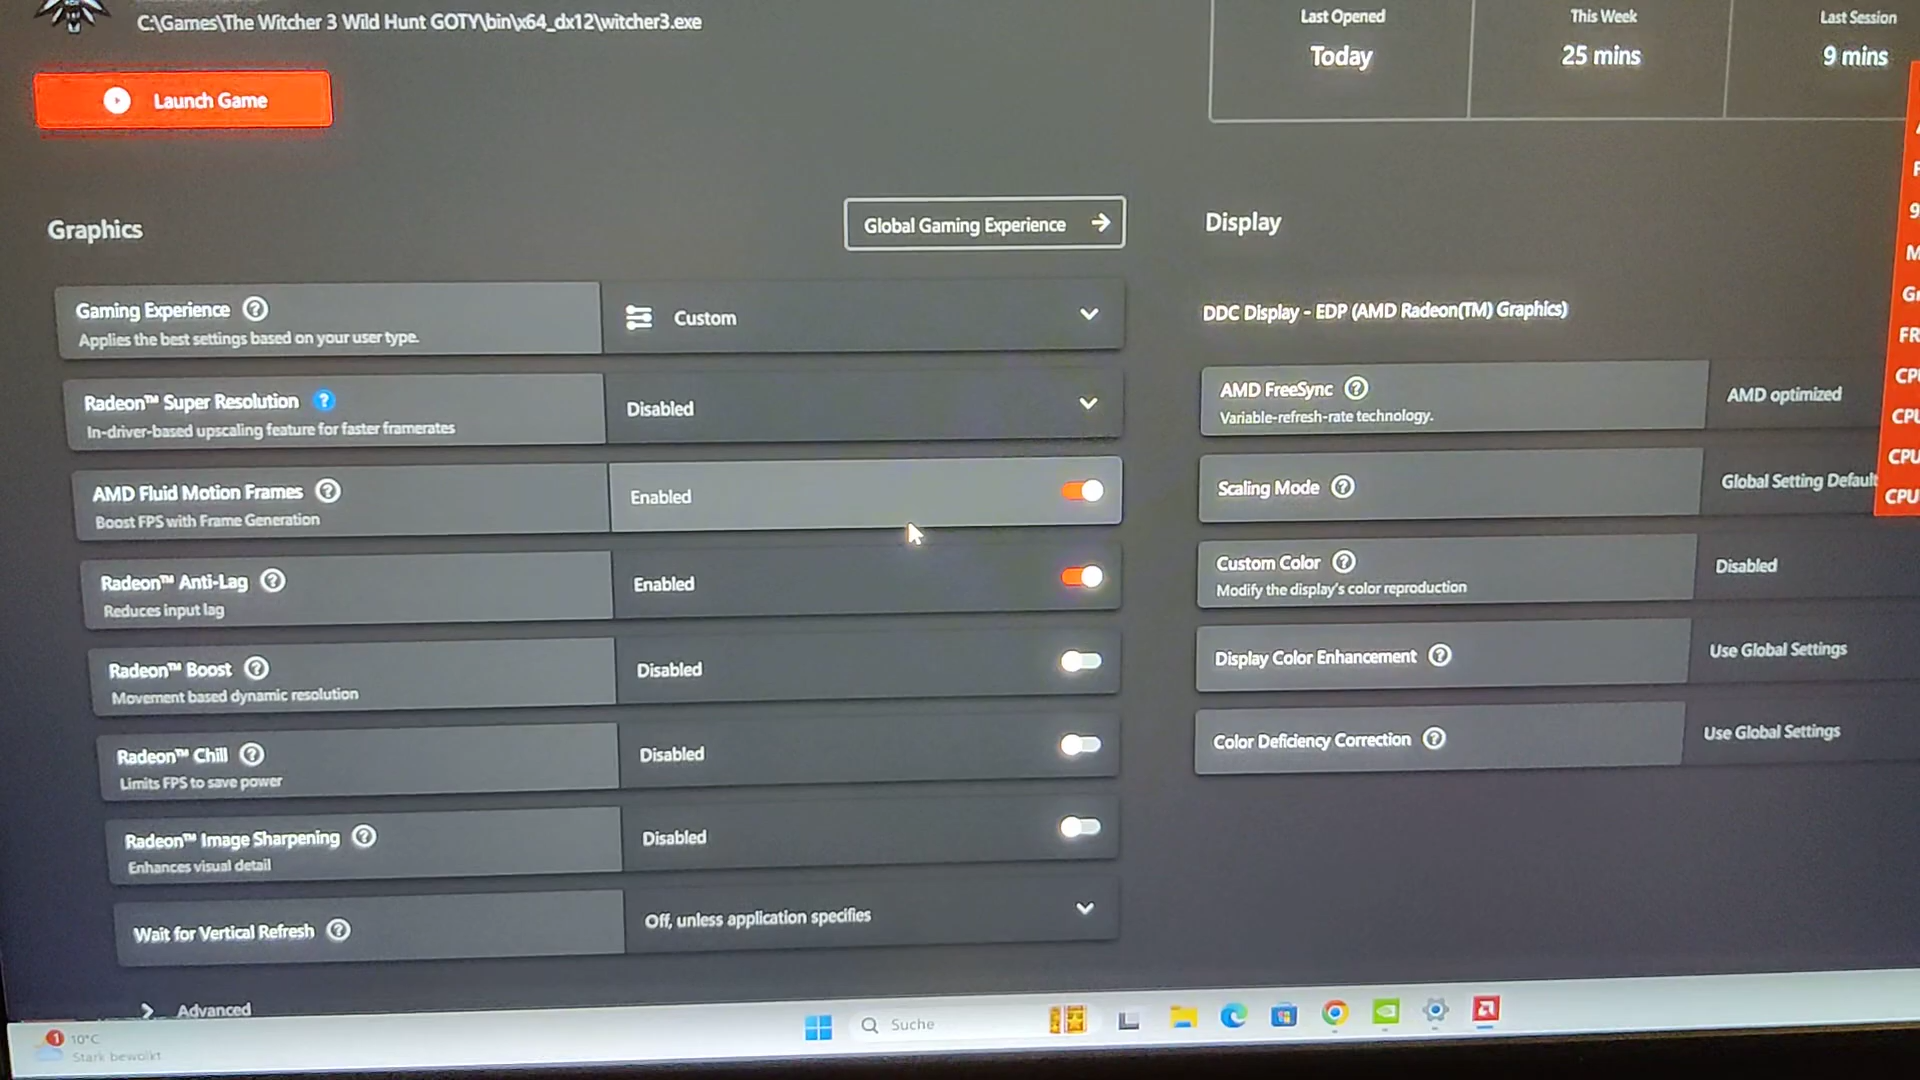 C:\Games\The Witcher 3 Wild Hunt GOTY\bin\x64_dx12\witcher3.exe
Last Opened
Today
This Week
25 mins
Last Session
9 mins
Launch Game
Graphics
Global Gaming Experience
Gaming Experience
Applies the best settings based on your user type.
Custom
Radeon™ Super Resolution
In-driver-based upscaling feature for faster framerates
Disabled
AMD Fluid Motion Frames
Boost FPS with Frame Generation
Enabled
Radeon™ Anti-Lag
Reduces input lag
Enabled
Radeon™ Boost
Movement based dynamic resolution
Disabled
Radeon™ Chill
Limits FPS to save power
Disabled
Radeon™ Image Sharpening
Enhances visual detail
Disabled
Wait for Vertical Refresh
Off, unless application specifies
Advanced
Display
DDC Display - EDP (AMD Radeon(TM) Graphics)
AMD FreeSync
Variable-refresh-rate technology.
AMD optimized
Scaling Mode
Global Setting Default
Custom Color
Modify the display's color reproduction
Disabled
Display Color Enhancement
Use Global Settings
Color Deficiency Correction
Use Global Settings
CPU
CPU
CPU
CPU
1
10°C
Stark bewölkt
Suche